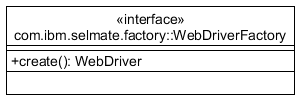 «interface»
com.ibm.selmate.factory::WebDriverFactory
+create(): WebDriver